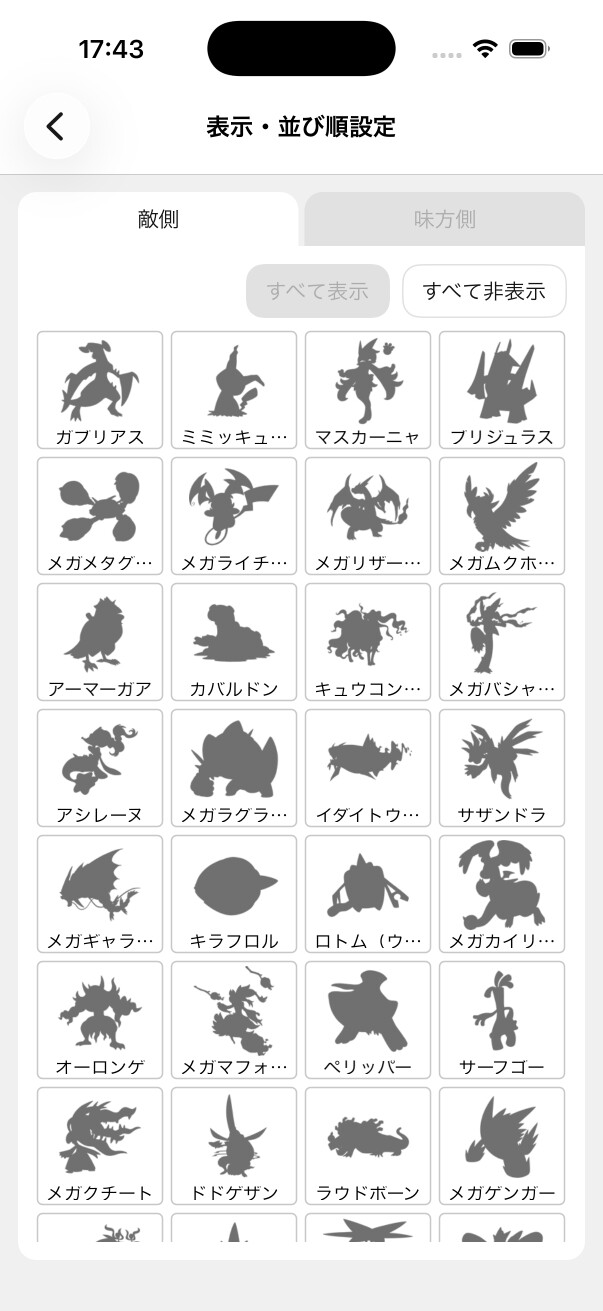 17:43
表示・並び順設定
敵側
味方側
すべて表示
すべて非表示
ガブリアス
ミミッキュ…
マスカーニャ
ブリジュラス
メガメタグ…
メガライチ…
メガリザー…
メガムクホ…
アーマーガア
カバルドン
キュウコン…
メガバシャ…
アシレーヌ
メガラグラ…
イダイトウ…
サザンドラ
メガギャラ…
キラフロル
ロトム（ウ…
メガカイリ…
オーロンゲ
メガマフォ…
ペリッパー
サーフゴー
メガクチート
ドドゲザン
ラウドボーン
メガゲンガー